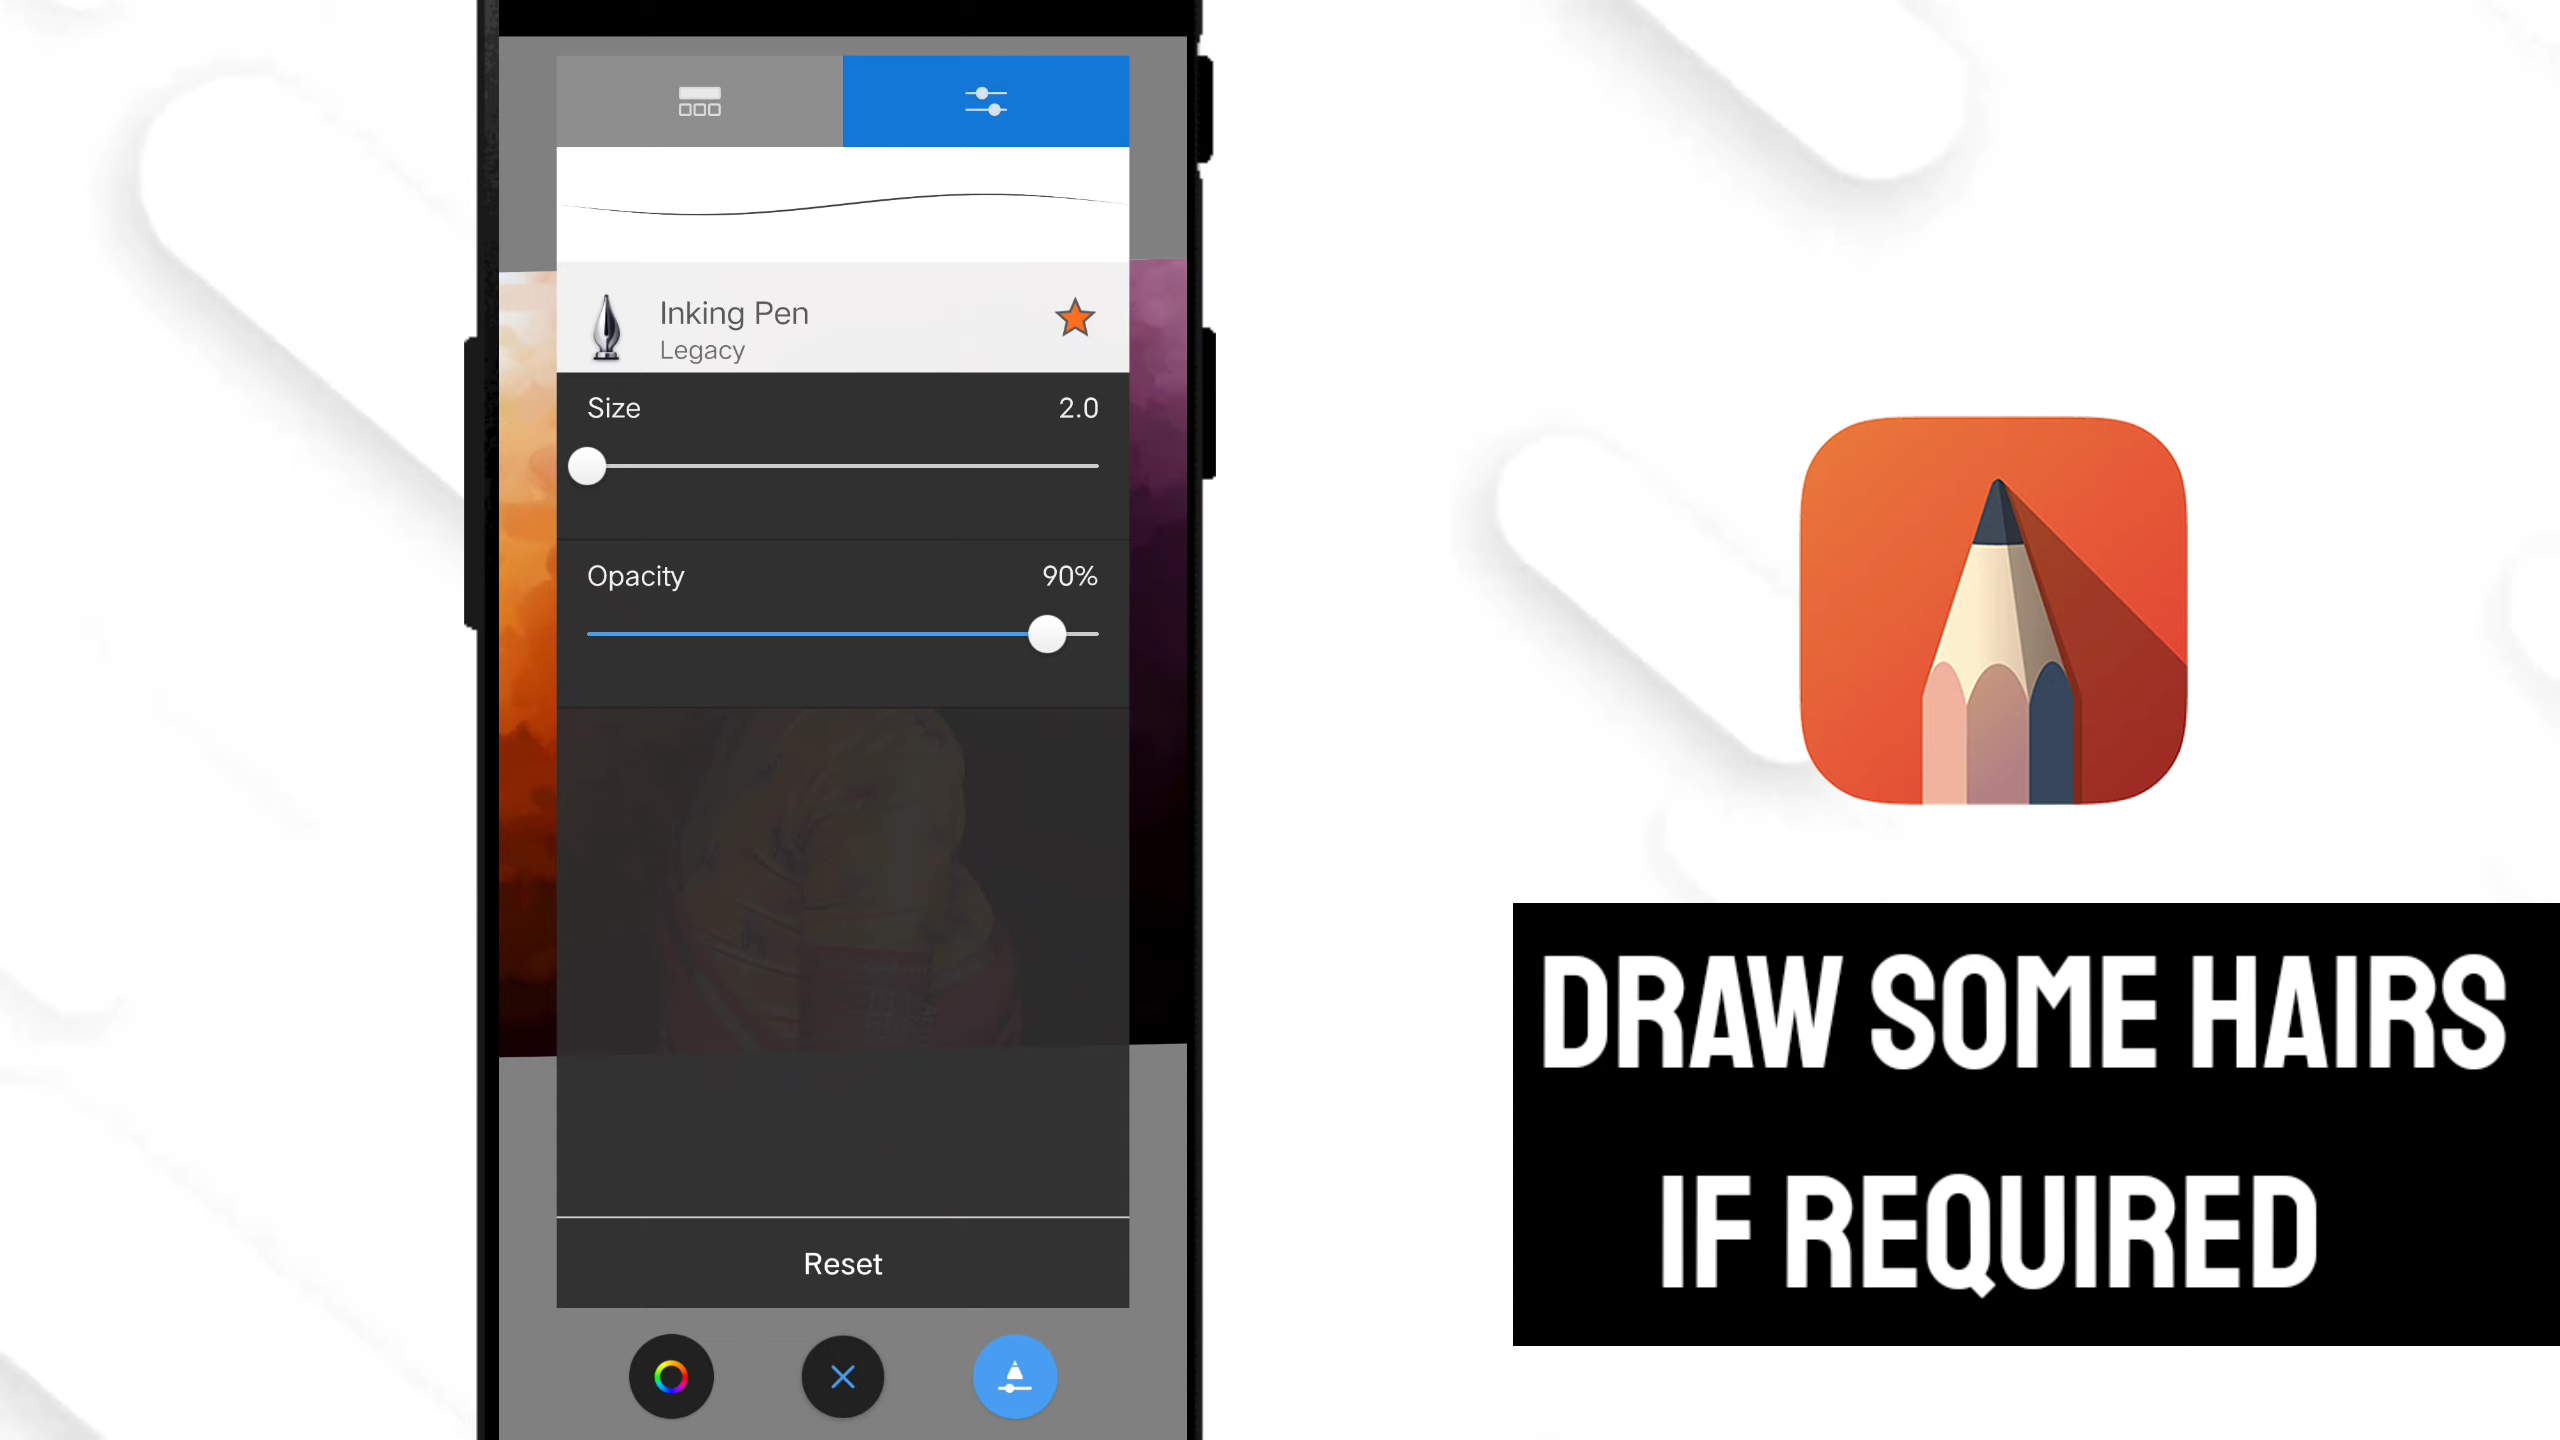 Inking Pen
Legacy
Size 2.0
Opacity 90%
Reset
DRAW SOME HAIRS
IF REQUIRED